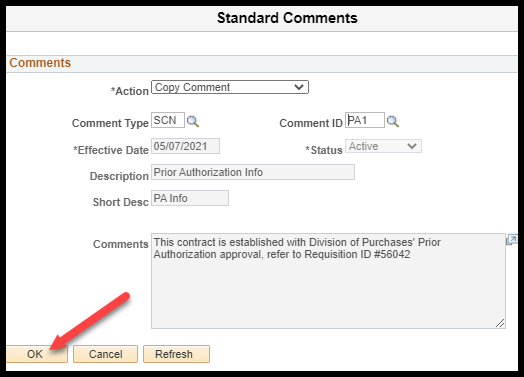 Standard Comments
Comments
*Action Copy Comment
Comment Type SCN Comment ID PA1
*Effective Date 05/07/2021 *Status Active
Description Prior Authorization Info
Short Desc PA Info
Comments This contract is established with Division of Purchases' Prior
Authorization approval, refer to Requisition ID #56042
OK Cancel Refresh